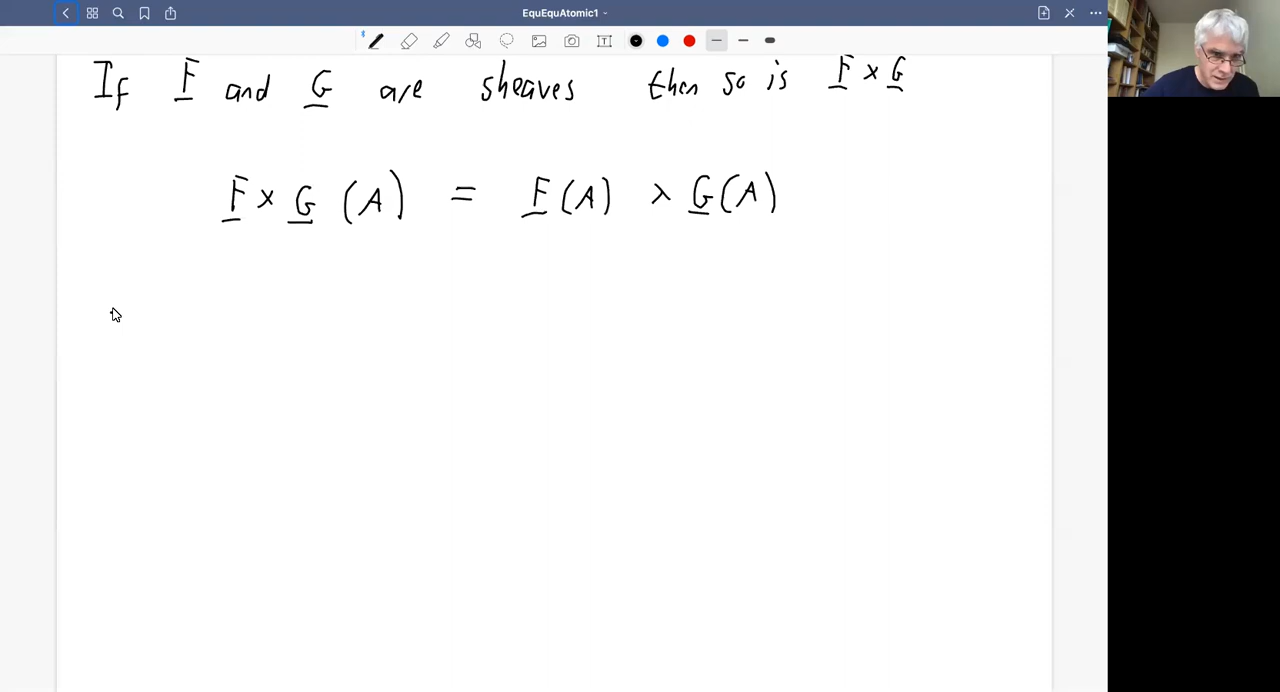 EquEquAtomic1
If F and G are sheaves then so is F × G
F × G (A) = F(A) × G(A)